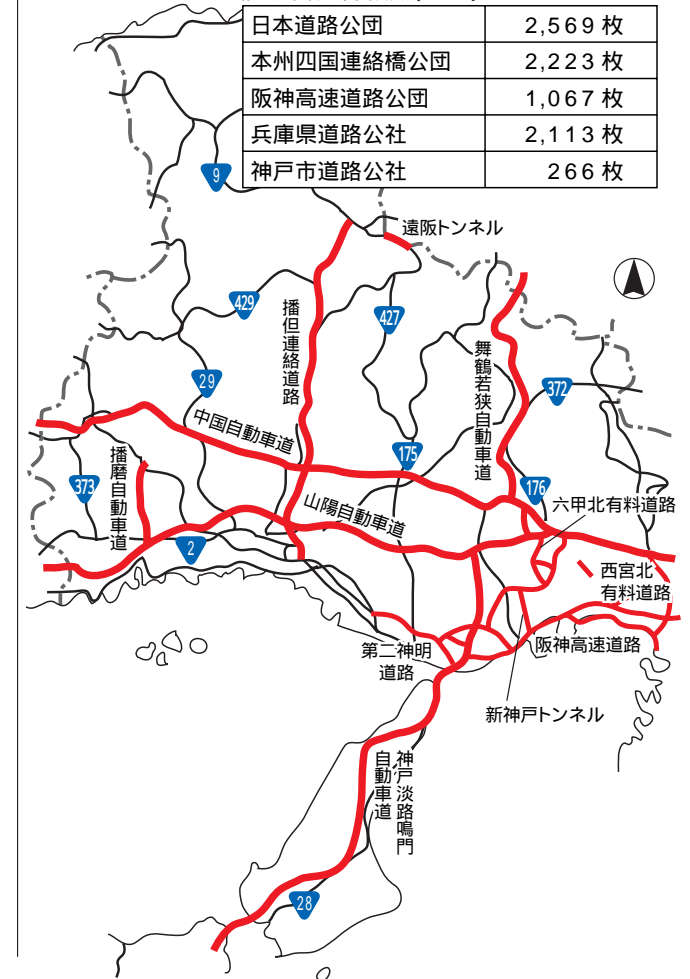 日本道路公団 2,569枚
本州四国連絡橋公団 2,223枚
阪神高速道路公団 1,067枚
兵庫県道路公社 2,113枚
神戸市道路公社 266枚
9
遠阪トンネル
429
播但連絡道路
427
舞鶴若狭自動車道
29
372
中国自動車道
175
播磨自動車道
373
176
山陽自動車道
六甲北有料道路
2
西宮北
有料道路
第二神明
道路
阪神高速道路
新神戸トンネル
神戸淡路鳴門
自動車道
28